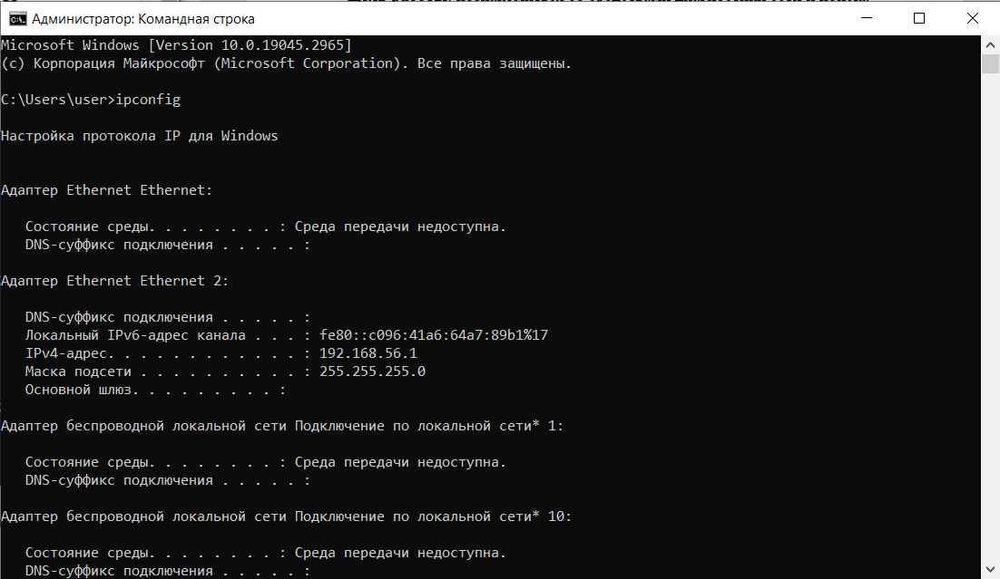 Администратор: Командная строка
Microsoft Windows [Version 10.0.19045.2965]
(c) Корпорация Майкрософт (Microsoft Corporation). Все права защищены.
C:\Users\user>ipconfig
Настройка протокола IP для Windows
Адаптер Ethernet Ethernet:
Состояние среды. . . . . . . . : Среда передачи недоступна.
DNS-суффикс подключения . . . . . :
Адаптер Ethernet Ethernet 2:
DNS-суффикс подключения . . . . . :
Локальный IPv6-адрес канала . . . : fe80::c096:41a6:64a7:89b1%17
IPv4-адрес. . . . . . . . . . . . : 192.168.56.1
Маска подсети . . . . . . . . . . : 255.255.255.0
Основной шлюз. . . . . . . . . :
Адаптер беспроводной локальной сети Подключение по локальной сети* 1:
Состояние среды. . . . . . . . : Среда передачи недоступна.
DNS-суффикс подключения . . . . . :
Адаптер беспроводной локальной сети Подключение по локальной сети* 10:
Состояние среды. . . . . . . . : Среда передачи недоступна.
DNS-суффикс подключения . . . . . :